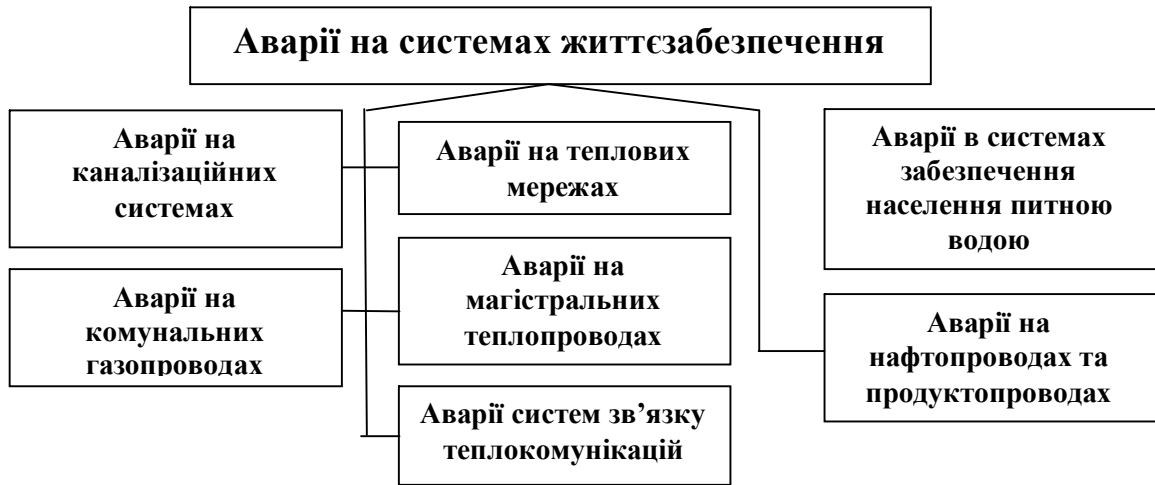 Аварії на системах життєзабезпечення
Аварії на
каналізаційних
системах
Аварії на теплових
мережах
Аварії в системах
забезпечення
населення питною
водою
Аварії на
комунальних
газопроводах
Аварії на
магістральних
теплопроводах
Аварії на
нафтопроводах та
продуктопроводах
Аварії систем зв’язку
теплокомунікацій